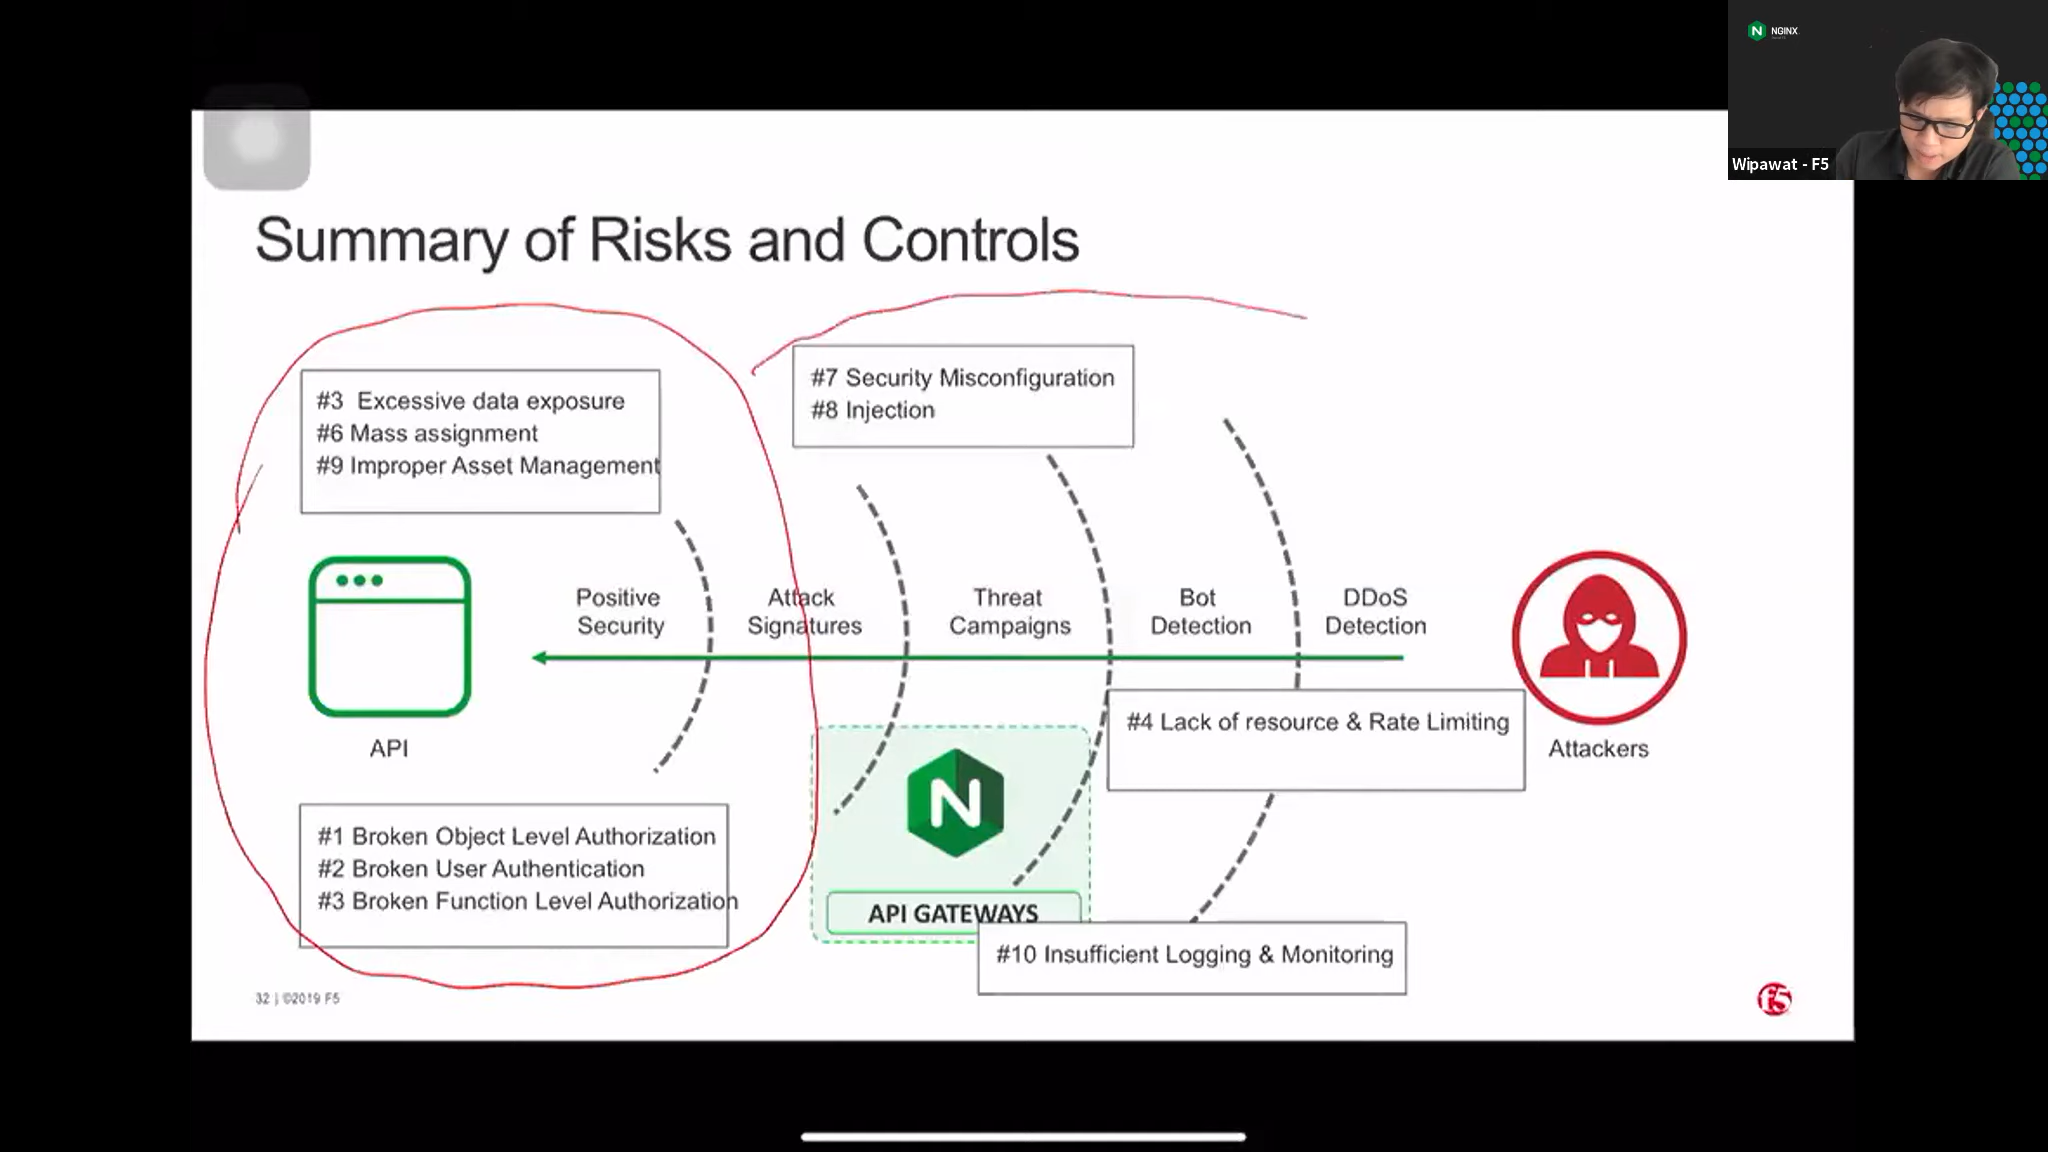 NGINX
Wipawat - F5
Summary of Risks and Controls
#3  Excessive data exposure
#6 Mass assignment
#9 Improper Asset Management
#7 Security Misconfiguration
#8 Injection
Positive
Security
Attack
Signatures
Threat
Campaigns
Bot
Detection
DDoS
Detection
API
#4 Lack of resource & Rate Limiting
Attackers
#1 Broken Object Level Authorization
#2 Broken User Authentication
#3 Broken Function Level Authorization
N
API GATEWAYS
#10 Insufficient Logging & Monitoring
32 | ©2019 F5
f5